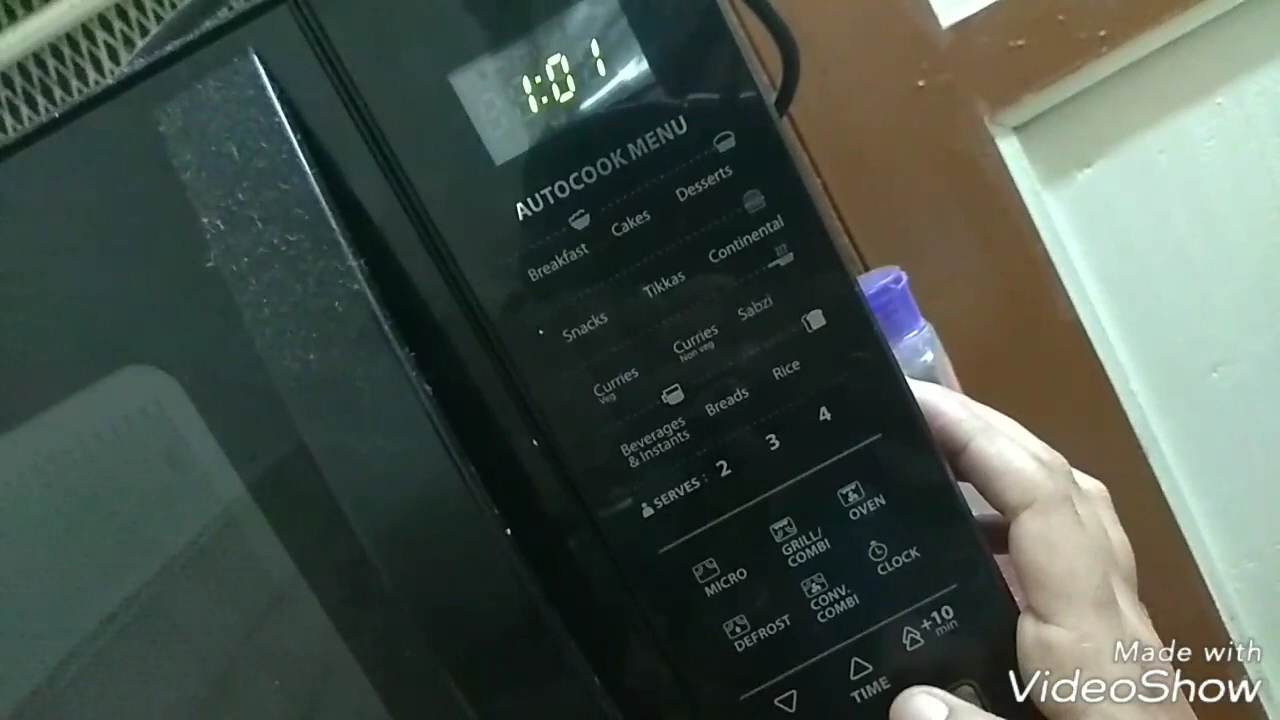 1:01
AUTOCOOK MENU
Breakfast Cakes Desserts
Snacks Tikkas Continental
Curries Veg Curries Non veg Sabzi
Beverages & Instants Breads Rice
SERVES: 2 3 4
MICRO GRILL/COMBI OVEN
DEFROST CONV. COMBI CLOCK
TIME +10 min
Made with
VideoShow